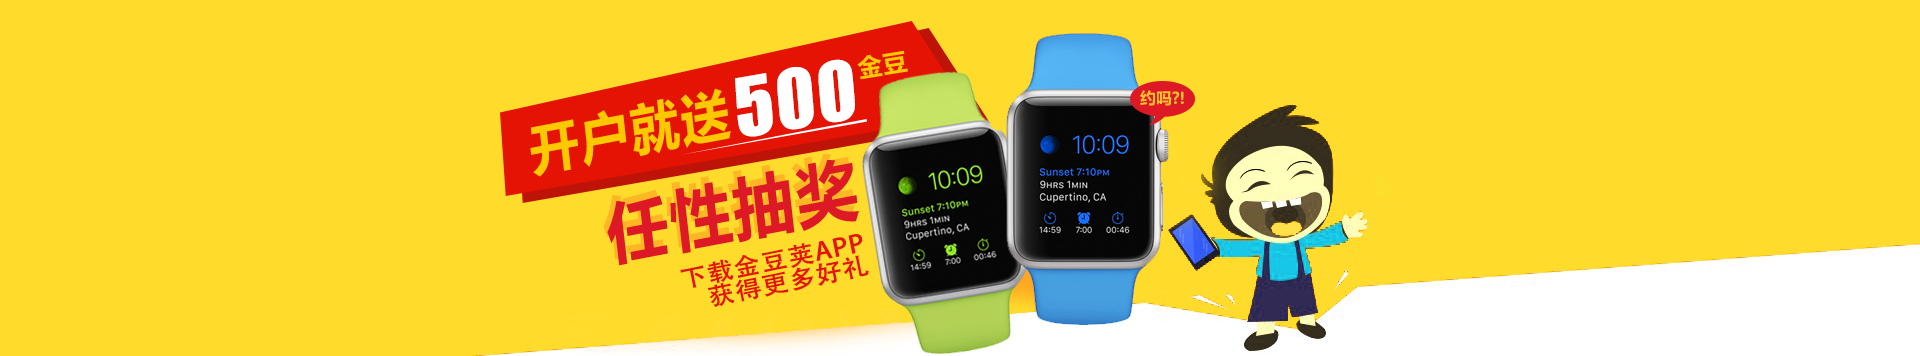 开户就送500金豆
任性抽奖
下载金豆荚APP
获得更多好礼
10:09
Sunset 7:10PM
9HRS 1MIN
Cupertino, CA
14:59 7:00 00:46
10:09
Sunset 7:10PM
9HRS 1MIN
Cupertino, CA
14:59 7:00 00:46
约吗?!